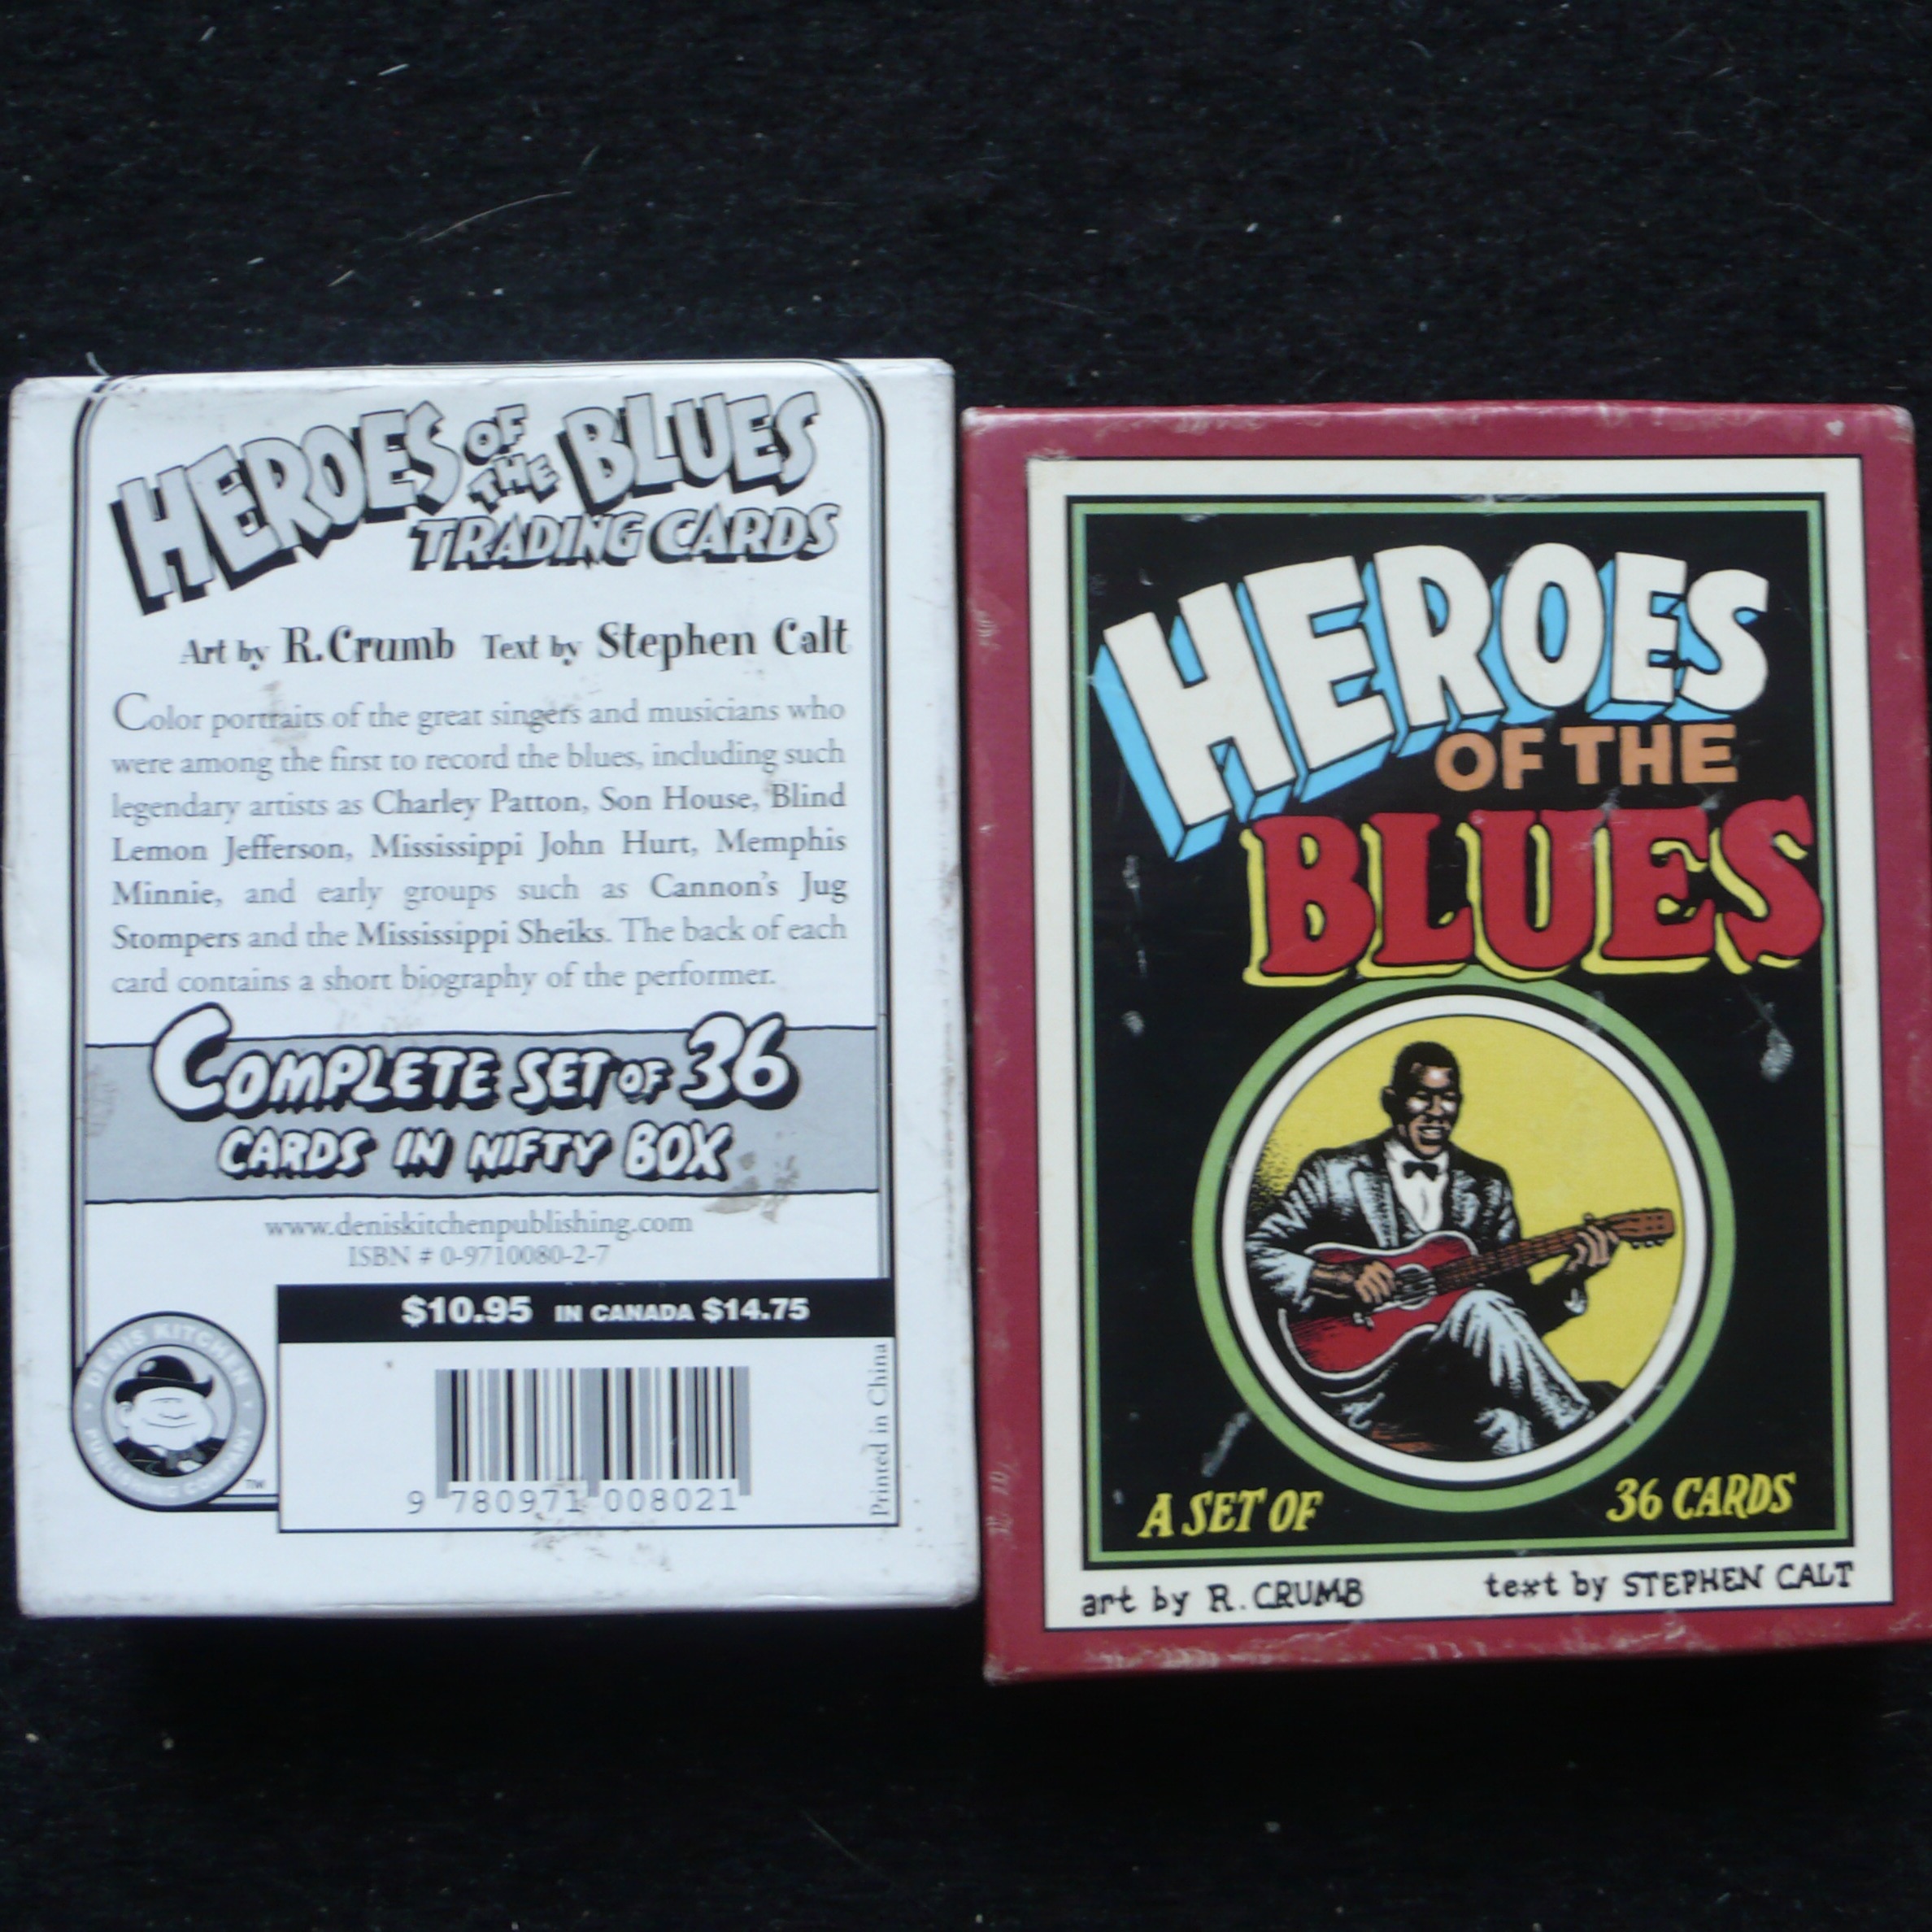 HEROES OF THE BLUES
TRADING CARDS
Art by R.Crumb Text by Stephen Calt
Color portraits of the great singers and musicians who
were among the first to record the blues, including such
legendary artists as Charley Patton, Son House, Blind
Lemon Jefferson, Mississippi John Hurt, Memphis
Minnie, and early groups such as Cannon's Jug
Stompers and the Mississippi Sheiks. The back of each
card contains a short biography of the performer.
COMPLETE SET OF 36
CARDS IN NIFTY BOX
www.deniskitchenpublishing.com
ISBN # 0-9710080-2-7
$10.95 IN CANADA $14.75
DENIS KITCHEN
PUBLISHING COMPANY
TM
9 780971 008021
Printed in China
HEROES
OF THE
BLUES
A SET OF 36 CARDS
art by R. CRUMB text by STEPHEN CALT